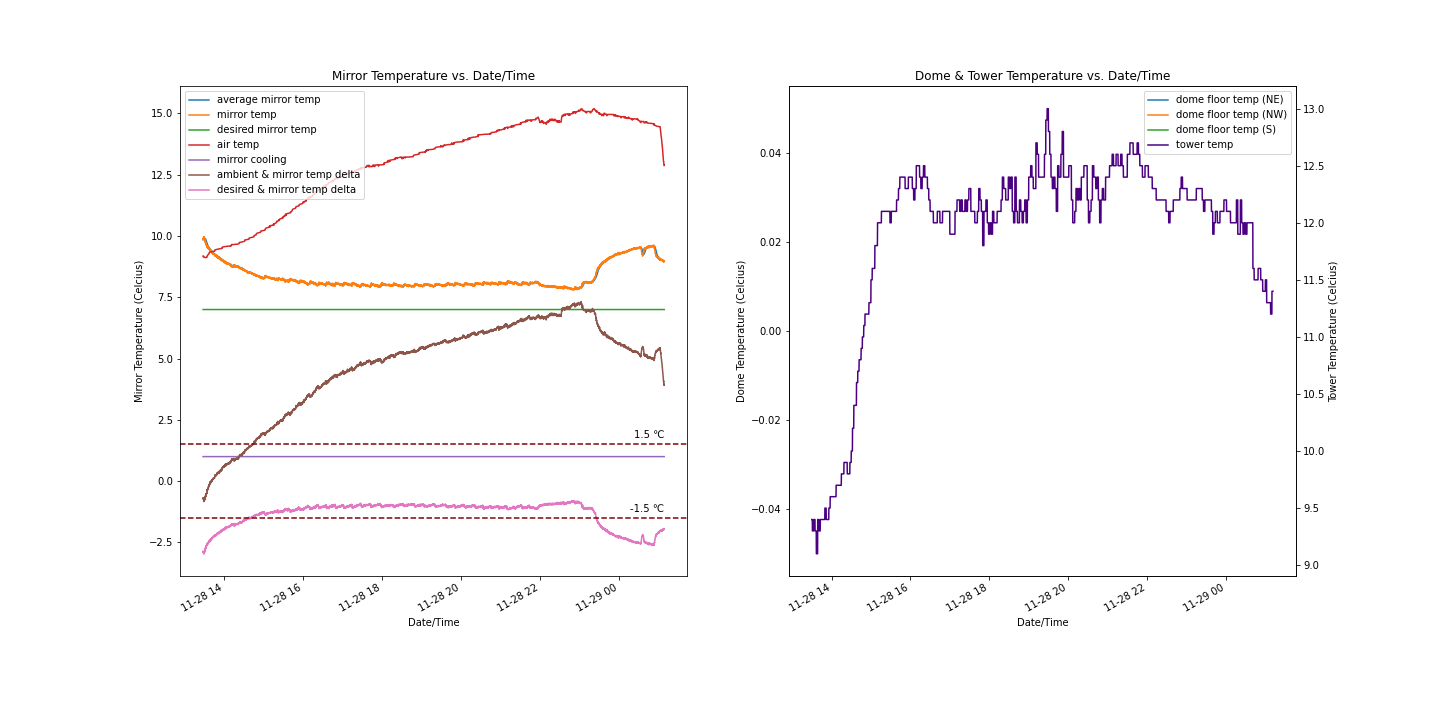 Mirror Temperature vs. Date/Time
average mirror temp
mirror temp
desired mirror temp
air temp
mirror cooling
ambient & mirror temp delta
desired & mirror temp delta
15.0
12.5
10.0
7.5
5.0
2.5
0.0
−2.5
Mirror Temperature (Celcius)
1.5 °C
-1.5 °C
11-28 14
11-28 16
11-28 18
11-28 20
11-28 22
11-29 00
Date/Time
Dome & Tower Temperature vs. Date/Time
dome floor temp (NE)
dome floor temp (NW)
dome floor temp (S)
tower temp
0.04
0.02
0.00
−0.02
−0.04
Dome Temperature (Celcius)
13.0
12.5
12.0
11.5
11.0
10.5
10.0
9.5
9.0
Tower Temperature (Celcius)
11-28 14
11-28 16
11-28 18
11-28 20
11-28 22
11-29 00
Date/Time